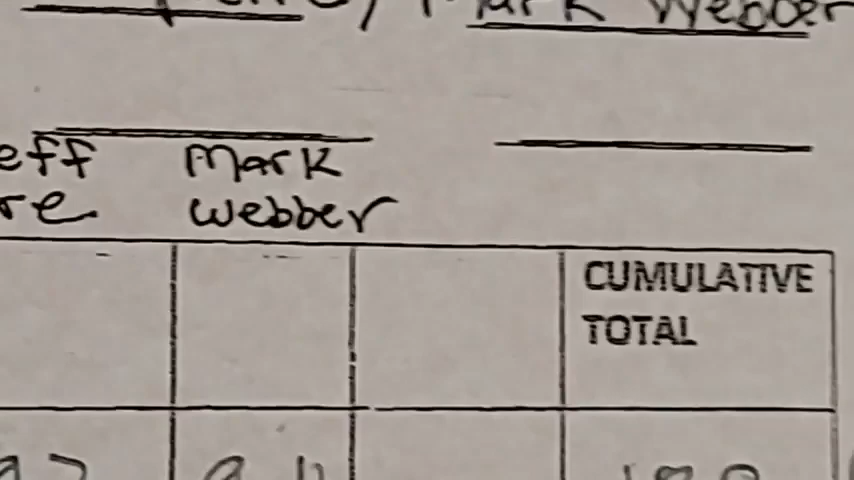 Mark Webber
eff Mark
re Webber
CUMULATIVE
TOTAL